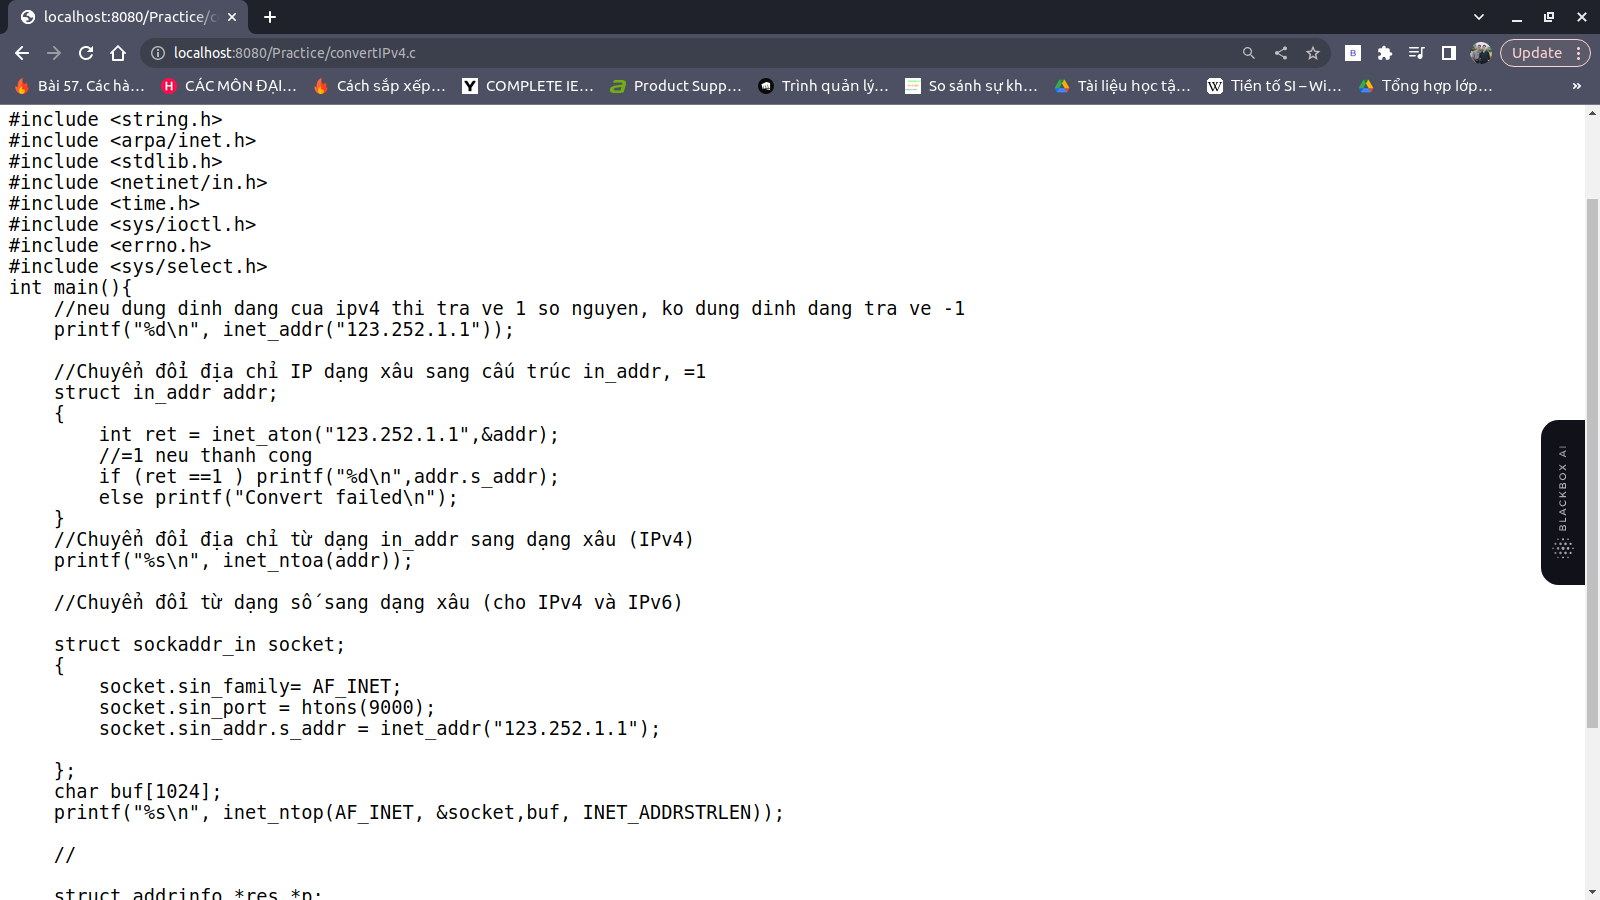 localhost:8080/Practice/c
localhost:8080/Practice/convertIPv4.c
Update
Bài 57. Các hà...
CÁC MÔN ĐẠI...
Cách sắp xếp...
COMPLETE IE...
Product Supp...
Trình quản lý...
So sánh sự kh...
Tài liệu học tậ...
Tiền tố SI – Wi...
Tổng hợp lớp...
#include <string.h>
#include <arpa/inet.h>
#include <stdlib.h>
#include <netinet/in.h>
#include <time.h>
#include <sys/ioctl.h>
#include <errno.h>
#include <sys/select.h>
int main(){
    //neu dung dinh dang cua ipv4 thi tra ve 1 so nguyen, ko dung dinh dang tra ve -1
    printf("%d\n", inet_addr("123.252.1.1"));
    //Chuyển đổi địa chỉ IP dạng xâu sang cấu trúc in_addr, =1
    struct in_addr addr;
    {
        int ret = inet_aton("123.252.1.1",&addr);
        //=1 neu thanh cong
        if (ret ==1 ) printf("%d\n",addr.s_addr);
        else printf("Convert failed\n");
    }
    //Chuyển đổi địa chỉ từ dạng in_addr sang dạng xâu (IPv4)
    printf("%s\n", inet_ntoa(addr));
    //Chuyển đổi từ dạng số sang dạng xâu (cho IPv4 và IPv6)
    struct sockaddr_in socket;
    {
        socket.sin_family= AF_INET;
        socket.sin_port = htons(9000);
        socket.sin_addr.s_addr = inet_addr("123.252.1.1");
    };
    char buf[1024];
    printf("%s\n", inet_ntop(AF_INET, &socket,buf, INET_ADDRSTRLEN));
    //
    struct addrinfo *res,*p;
BLACKBOX AI